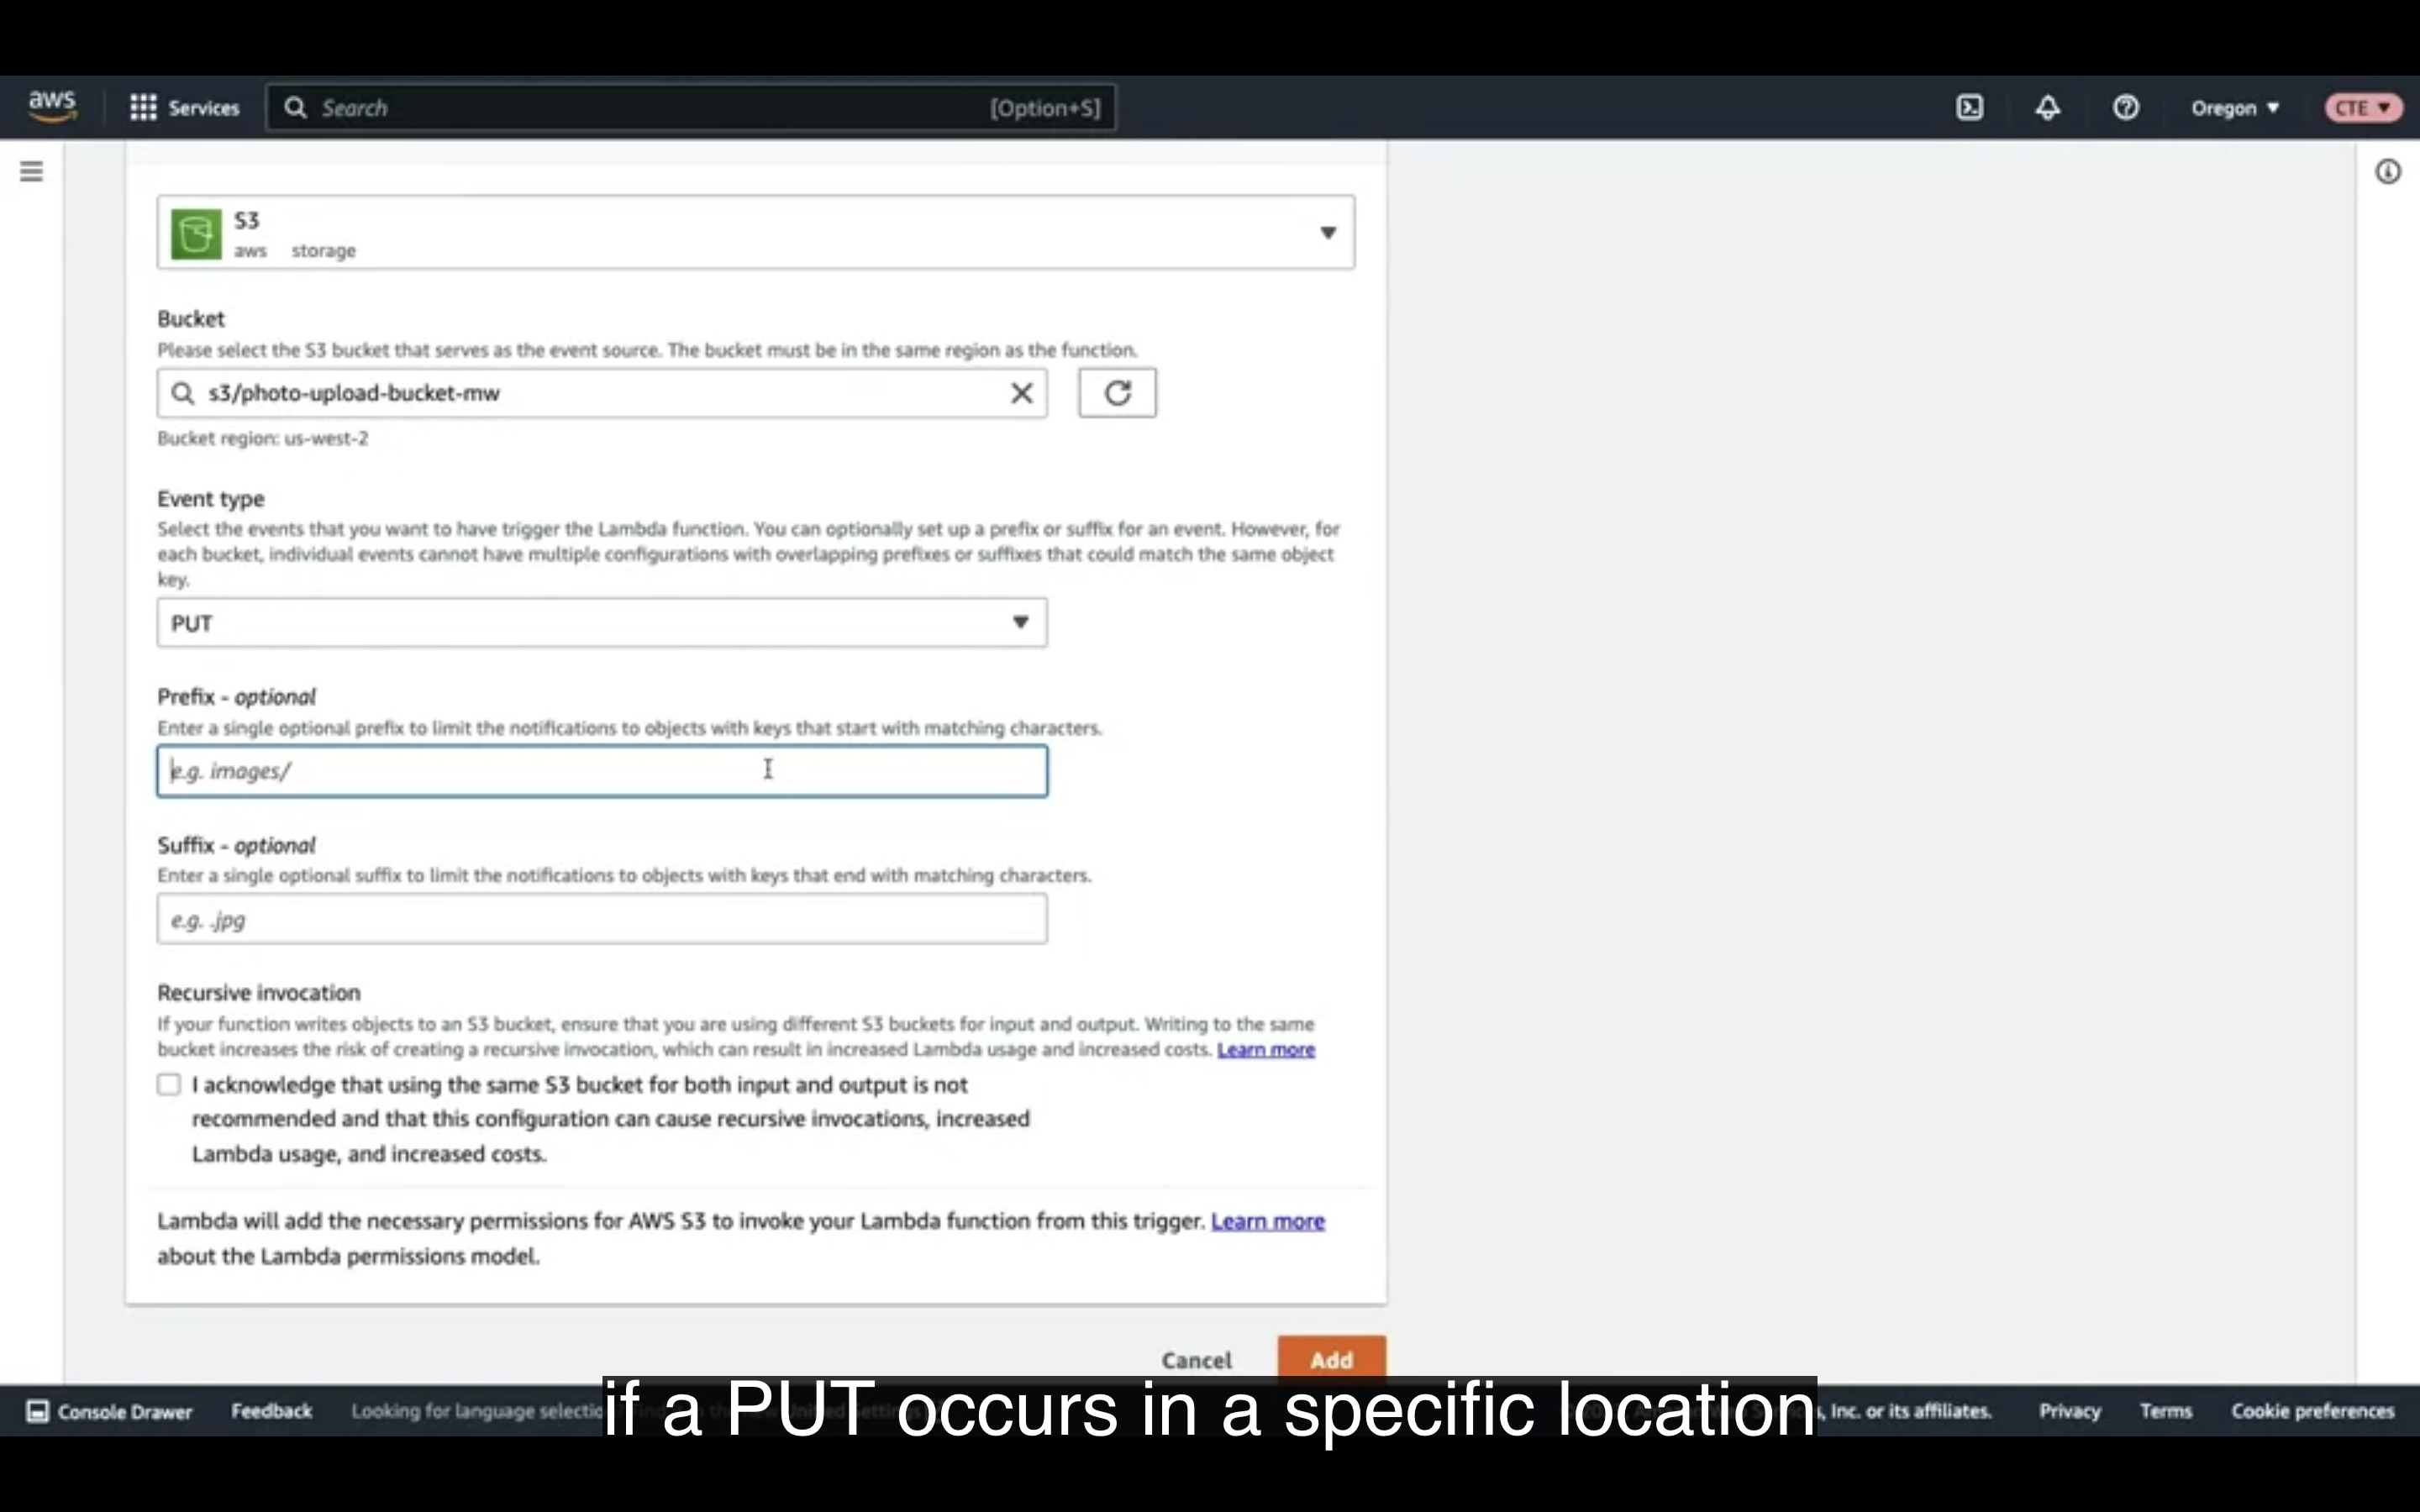 aws
Services
Search
[Option+S]
Oregon
CTE
S3
aws storage
Bucket
Please select the S3 bucket that serves as the event source. The bucket must be in the same region as the function.
s3/photo-upload-bucket-mw
Bucket region: us-west-2
Event type
Select the events that you want to have trigger the Lambda function. You can optionally set up a prefix or suffix for an event. However, for
each bucket, individual events cannot have multiple configurations with overlapping prefixes or suffixes that could match the same object
key.
PUT
Prefix - optional
Enter a single optional prefix to limit the notifications to objects with keys that start with matching characters.
e.g. images/
Suffix - optional
Enter a single optional suffix to limit the notifications to objects with keys that end with matching characters.
e.g. .jpg
Recursive invocation
If your function writes objects to an S3 bucket, ensure that you are using different S3 buckets for input and output. Writing to the same
bucket increases the risk of creating a recursive invocation, which can result in increased Lambda usage and increased costs. Learn more
I acknowledge that using the same S3 bucket for both input and output is not
recommended and that this configuration can cause recursive invocations, increased
Lambda usage, and increased costs.
Lambda will add the necessary permissions for AWS S3 to invoke your Lambda function from this trigger. Learn more
about the Lambda permissions model.
Cancel
Add
Console Drawer
Feedback
Looking for language
if a PUT occurs in a specific location
, Inc. or its affiliates.
Privacy
Terms
Cookie preferences